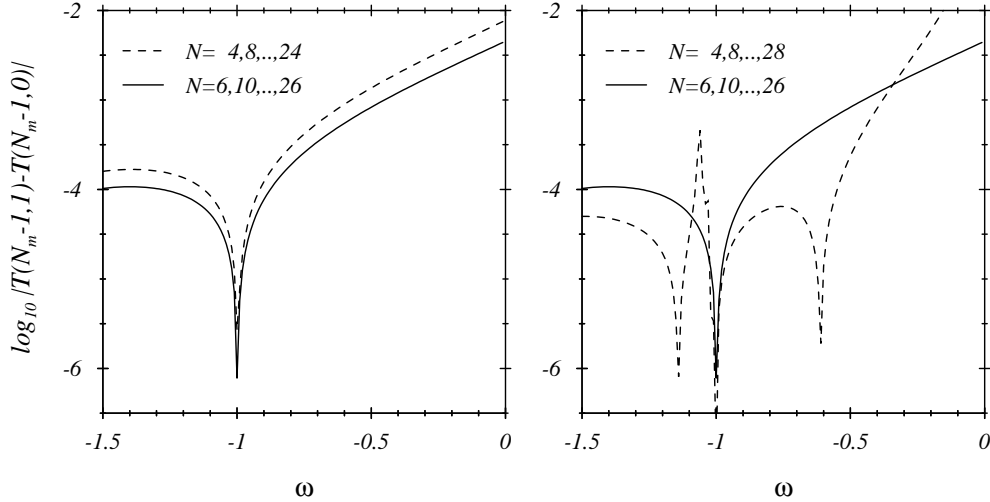 -2
-4
-6
N= 4,8,..,24
N=6,10,..,26
log10 |T(Nm-1,1)-T(Nm-1,0)|
-1.5
-1
-0.5
0
ω
-2
-4
-6
N= 4,8,..,28
N=6,10,..,26
-1.5
-1
-0.5
0
ω